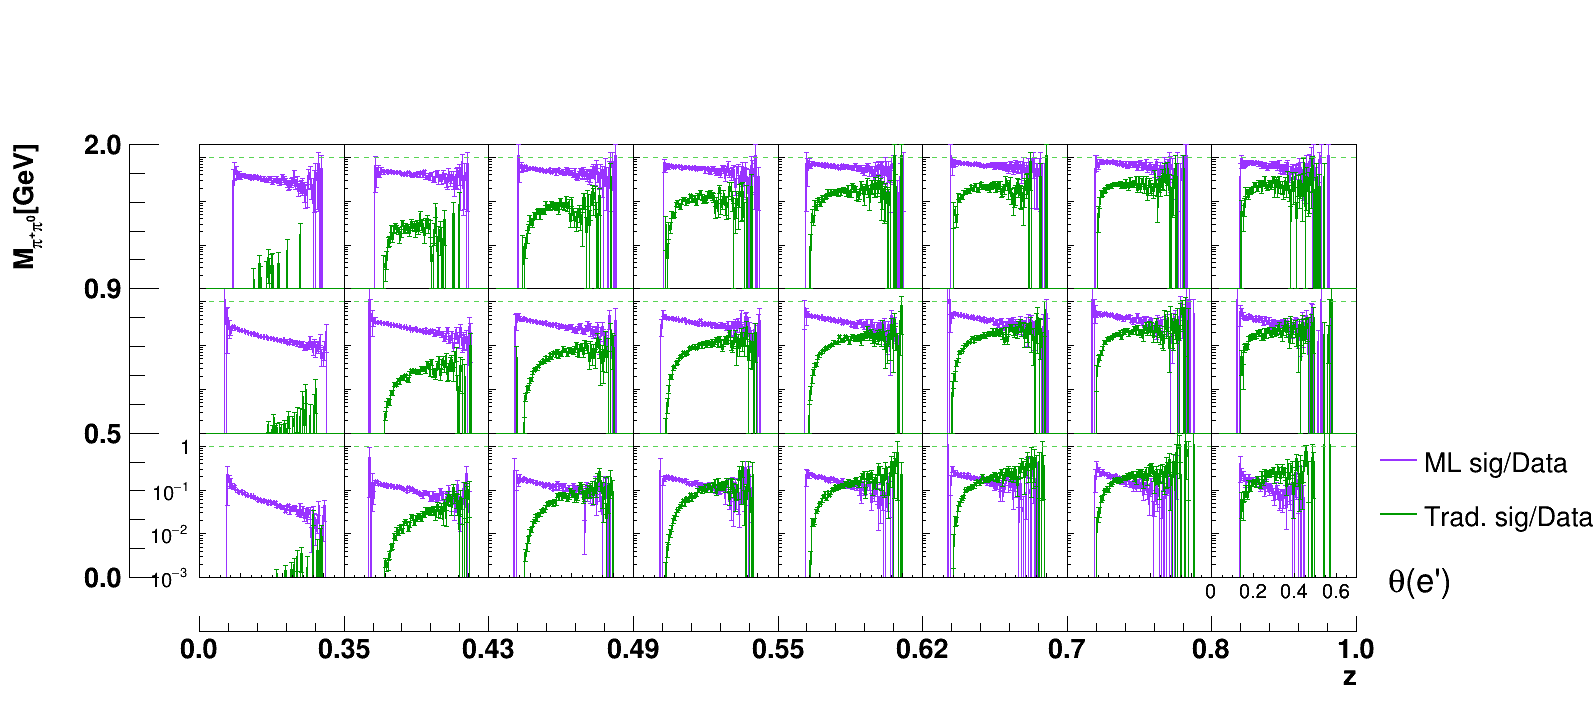 M_{π⁺π⁰}[GeV]
2.0
0.9
0.5
0.0
1
10⁻¹
10⁻²
10⁻³
ML sig/Data
Trad. sig/Data
θ(e')
0 0.2 0.4 0.6
0.0 0.35 0.43 0.49 0.55 0.62 0.7 0.8 1.0
z